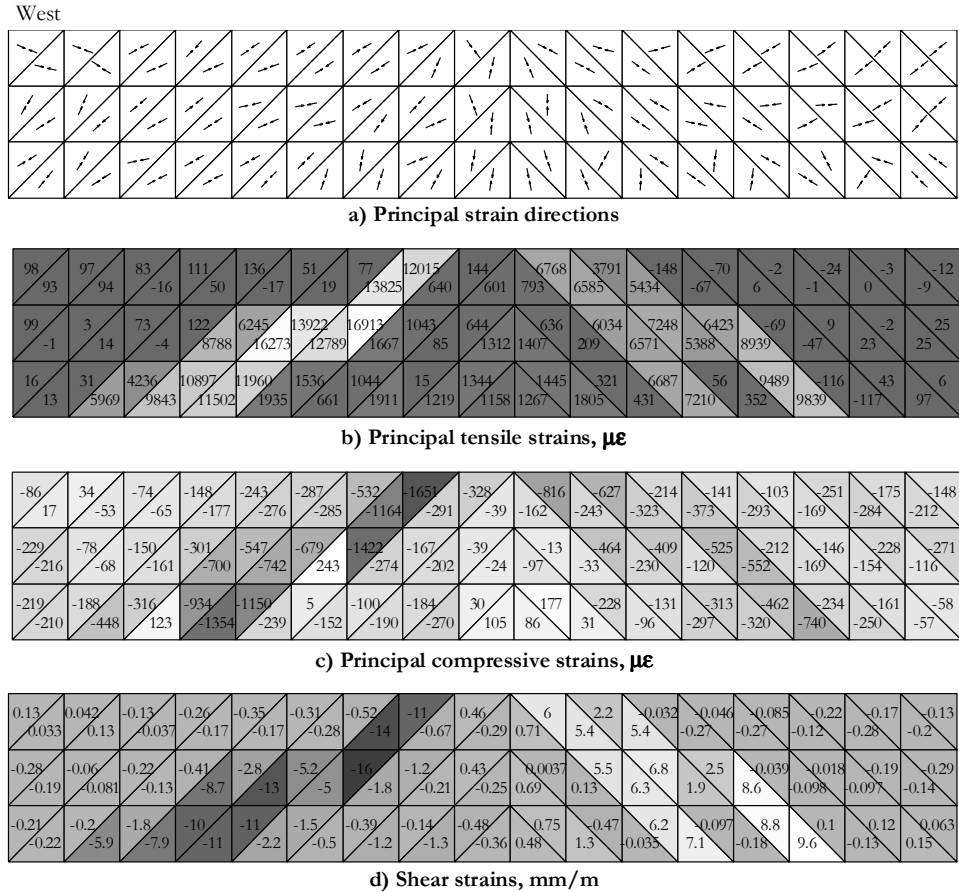 West
a) Principal strain directions
98 97 83 111 136 51 77 12015 144 6768 3791 -148 -70 -2 -24 -3 -12
93 94 -16 50 -17 19 13825 640 601 793 6585 5434 -67 6 -1 0 -9
99 3 73 122 6245 13922 16913 1043 644 636 6034 7248 6423 -69 9 -2 25
-1 14 -4 8788 16273 12789 1667 85 1312 1407 209 6571 5388 8939 -47 23 25
16 31 4236 10897 11960 1536 1044 15 1344 1445 321 6687 56 9489 -116 43 6
13 5969 9843 11502 1935 661 1911 1219 1158 1267 1805 431 7210 352 9839 -117 97
b) Principal tensile strains, με
-86 34 -74 -148 -243 -287 -532 -1651 -328 -816 -627 -214 -141 -103 -251 -175 -148
17 -53 -65 -177 -276 -285 -1164 -291 -39 -162 -243 -323 -373 -293 -169 -284 -212
-229 -78 -150 -301 -547 -679 -1422 -167 -39 -13 -464 -409 -525 -212 -146 -228 -271
-216 -68 -161 -700 -742 243 -274 -202 -24 -97 -33 -230 -120 -552 -169 -154 -116
-219 -188 -316 -934 -1150 5 -100 -184 30 177 -228 -131 -313 -462 -234 -161 -58
-210 -448 123 -1354 -239 -152 -190 -270 105 86 31 -96 -297 -320 -740 -250 -57
c) Principal compressive strains, με
0.13 0.042 -0.13 -0.26 -0.35 -0.31 -0.52 -11 0.46 6 2.2 -0.032 -0.046 -0.085 -0.22 -0.17 -0.13
0.033 0.13 -0.037 -0.17 -0.17 -0.28 -14 -0.67 -0.29 0.71 5.4 5.4 -0.27 -0.27 -0.12 -0.28 -0.2
-0.28 -0.06 -0.22 -0.41 -2.8 -5.2 -16 -1.2 0.43 0.0037 5.5 6.8 2.5 -0.039 -0.018 -0.19 -0.29
-0.19 -0.081 -0.13 -8.7 -13 -5 -1.8 -0.21 -0.25 0.69 0.13 6.3 1.9 8.6 -0.098 -0.097 -0.14
-0.21 -0.2 -1.8 -10 -11 -1.5 -0.39 -0.14 -0.48 0.75 -0.47 6.2 -0.097 8.8 0.1 0.12 0.063
-0.22 -5.9 -7.9 -11 -2.2 -0.5 -1.2 -1.3 -0.36 0.48 1.3 -0.035 7.1 -0.18 9.6 -0.13 0.15
d) Shear strains, mm/m